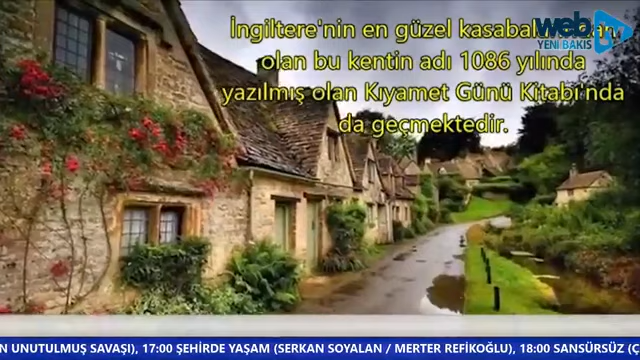 İngiltere'nin en güzel
olan bu kentin adı 1086 yılında
yazılmış olan Kıyamet Günü Kitabı'nda
da geçmektedir.
web
YENİ BAKIŞ
UNUTULMUŞ SAVAŞI), 17:00 ŞEHİRDE YAŞAM (SERKAN SOYALAN / MERTER REFİKOĞLU), 18:00 SANSÜRSÜZ